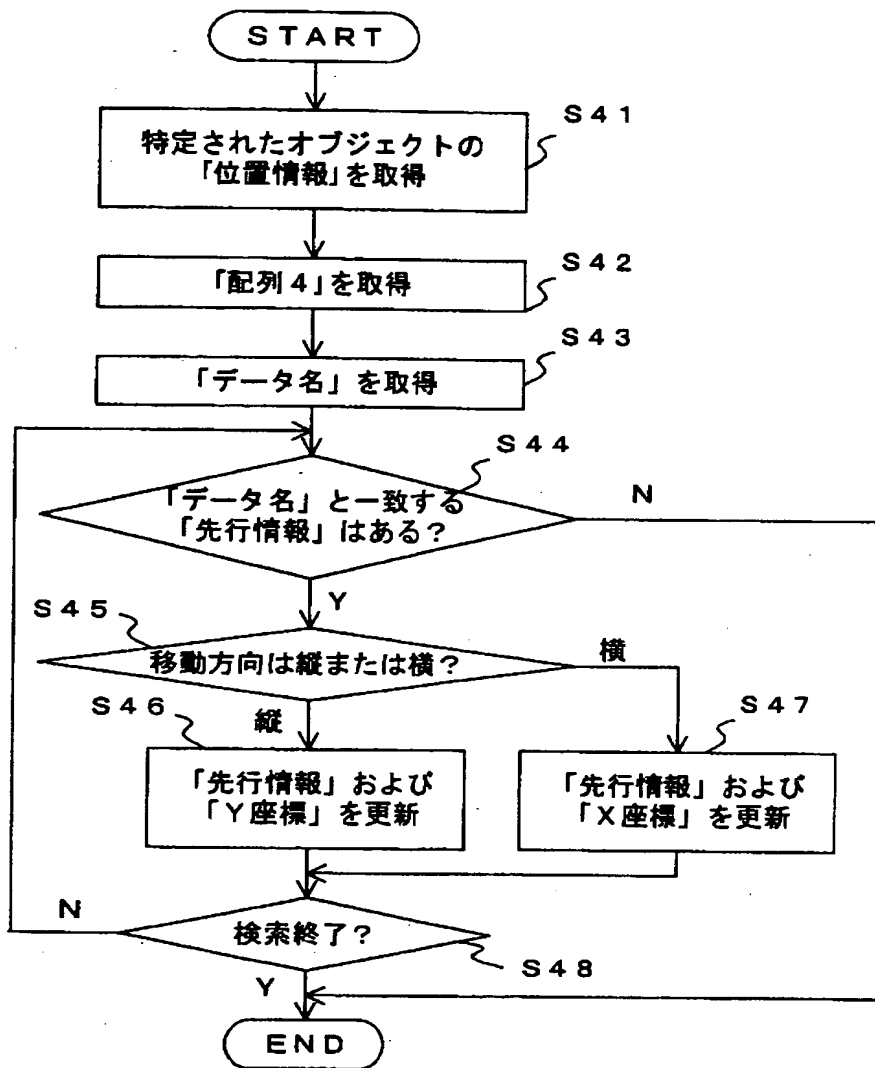 START
S41
特定されたオブジェクトの
「位置情報」を取得
S42
「配列4」を取得
S43
「データ名」を取得
S44
「データ名」と一致する
「先行情報」はある?
N
Y
S45
移動方向は縦または横?
横
縦
S46
「先行情報」および
「Y座標」を更新
S47
「先行情報」および
「X座標」を更新
N
検索終了?
S48
Y
END